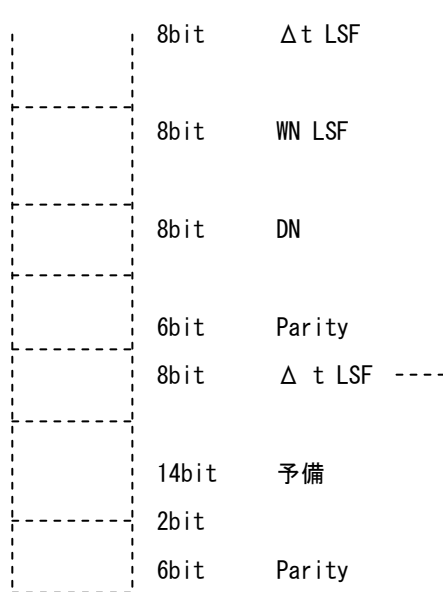 8bit Δt LSF
8bit WN LSF
8bit DN
6bit Parity
8bit Δ t LSF
14bit 予備
2bit
6bit Parity